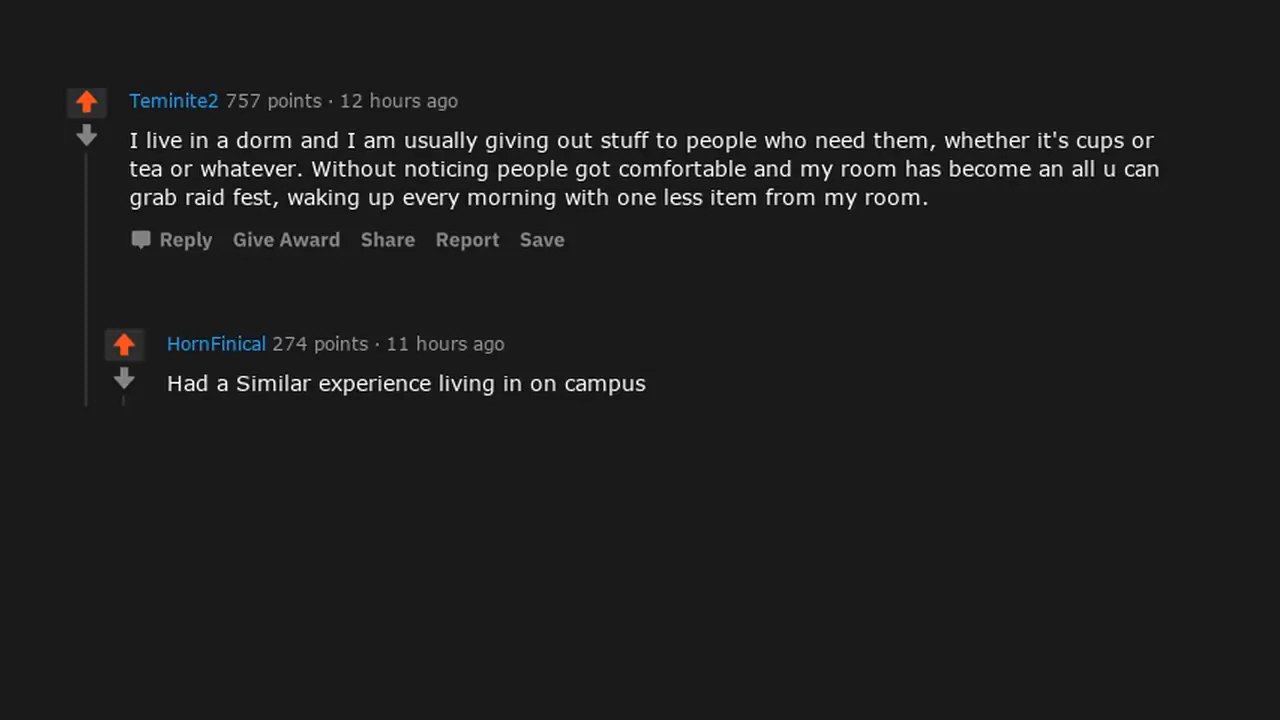 Teminite2 757 points · 12 hours ago
I live in a dorm and I am usually giving out stuff to people who need them, whether it's cups or
tea or whatever. Without noticing people got comfortable and my room has become an all u can
grab raid fest, waking up every morning with one less item from my room.
Reply Give Award Share Report Save
HornFinical 274 points · 11 hours ago
Had a Similar experience living in on campus